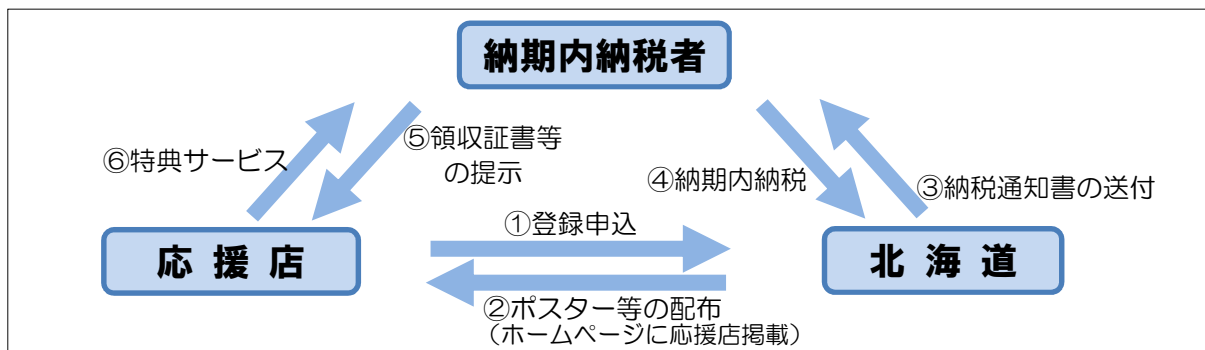 納期内納税者
⑤領収証書等
の提示
⑥特典サービス
④納期内納税
③納税通知書の送付
①登録申込
応援店
北海道
②ポスター等の配布
（ホームページに応援店掲載）